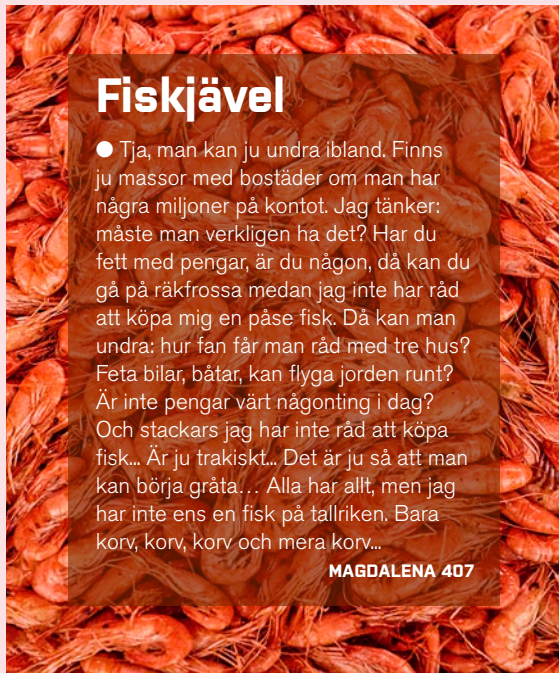 Fiskjävel
● Tja, man kan ju undra ibland. Finns
ju massor med bostäder om man har
några miljoner på kontot. Jag tänker:
måste man verkligen ha det? Har du
fett med pengar, är du någon, då kan du
gå på räkfrossa medan jag inte har råd
att köpa mig en påse fisk. Då kan man
undra: hur fan får man råd med tre hus?
Feta bilar, båtar, kan flyga jorden runt?
Är inte pengar värt någonting i dag?
Och stackars jag har inte råd att köpa
fisk... Är ju trakiskt... Det är ju så att man
kan börja gråta… Alla har allt, men jag
har inte ens en fisk på tallriken. Bara
korv, korv, korv och mera korv...
MAGDALENA 407